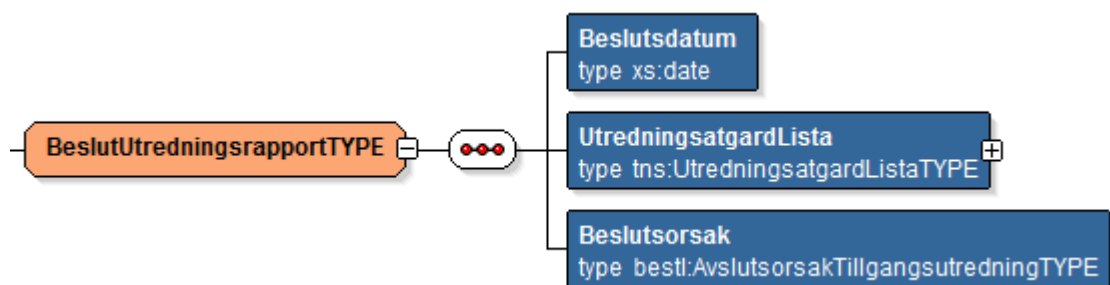 BeslutUtredningsrapportTYPE
Beslutsdatum
type xs:date
UtredningsatgardLista
type tns:UtredningsatgardListaTYPE
Beslutsorsak
type bestl:AvslutsorsakTillgangsutredningTYPE